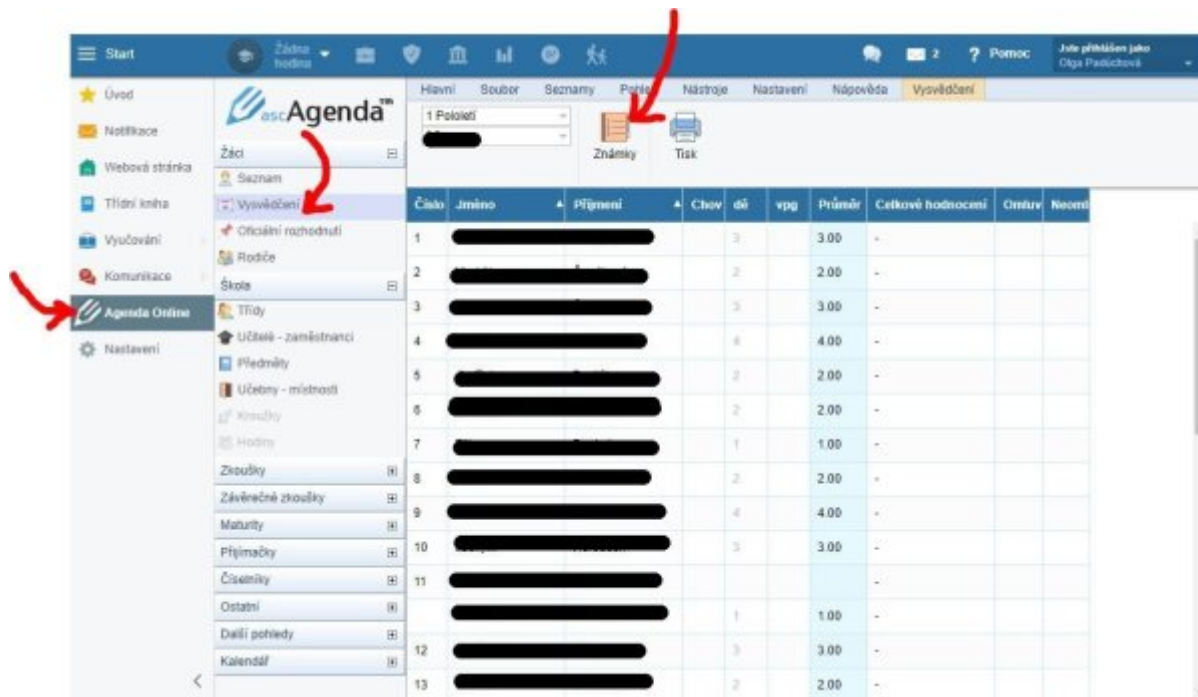 Start
Žádná hodina
2
? Pomoc
Jste přihlášen jako
Olga Padúchová
Úvod
Notifikace
Webová stránka
Třídní kniha
Vyučování
Komunikace
Agenda Online
Nastavení
ascAgenda™
Žáci
Seznam
Vysvědčení
Oficiální rozhodnutí
Rodiče
Škola
Třídy
Učitelé - zaměstnanci
Předměty
Učebny - místnosti
Kroužky
Hodiny
Zkoušky
Závěrečné zkoušky
Maturity
Přijímačky
Číselníky
Ostatní
Další pohledy
Kalendář
Hlavní Soubor Seznamy Nástroje Nastavení Nápověda Vysvědčení
1 Pololetí
Známky
Tisk
Číslo Jméno Příjmení Chov dě vpg Průměr Celkové hodnocení Omluv Neoml
1 3 3.00 -
2 2 2.00 -
3 3 3.00 -
4 4 4.00 -
5 2 2.00 -
6 2 2.00 -
7 1 1.00 -
8 2 2.00 -
9 4 4.00 -
10 3 3.00 -
11 -
1 1.00 -
12 3 3.00 -
13 2 2.00 -